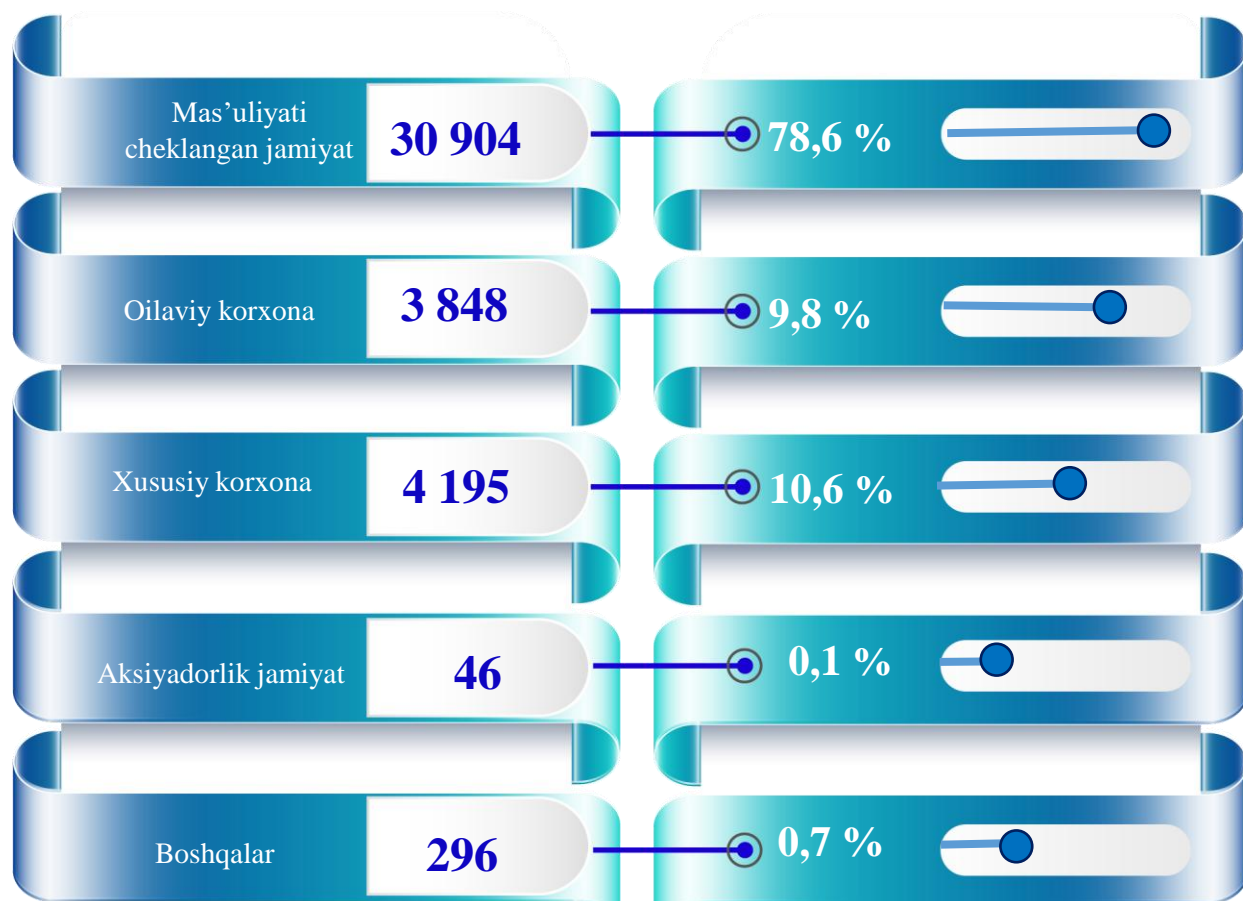 Mas’uliyati
cheklangan jamiyat
30 904
78,6 %
Oilaviy korxona
3 848
9,8 %
Xususiy korxona
4 195
10,6 %
Aksiyadorlik jamiyat
46
0,1 %
Boshqalar
296
0,7 %